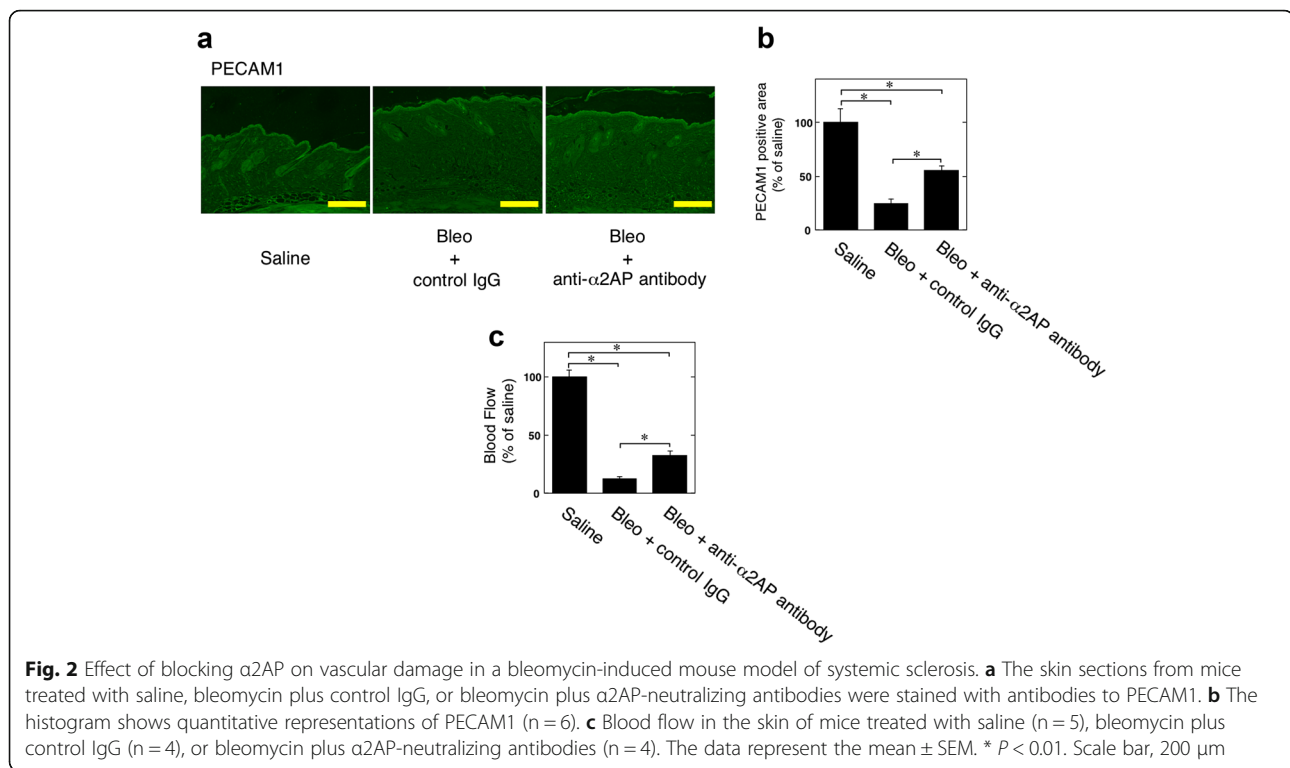 a
PECAM1
Saline
Bleo
+
control IgG
Bleo
+
anti-α2AP antibody
b
PECAM1 positive area
(% of saline)
100
50
0
*
*
*
Saline
Bleo + control IgG
Bleo + anti-α2AP antibody
c
Blood Flow
(% of saline)
100
50
0
*
*
*
Saline
Bleo + control IgG
Bleo + anti-α2AP antibody
Fig. 2 Effect of blocking α2AP on vascular damage in a bleomycin-induced mouse model of systemic sclerosis. a The skin sections from mice
treated with saline, bleomycin plus control IgG, or bleomycin plus α2AP-neutralizing antibodies were stained with antibodies to PECAM1. b The
histogram shows quantitative representations of PECAM1 (n = 6). c Blood flow in the skin of mice treated with saline (n = 5), bleomycin plus
control IgG (n = 4), or bleomycin plus α2AP-neutralizing antibodies (n = 4). The data represent the mean ± SEM. * P < 0.01. Scale bar, 200 μm